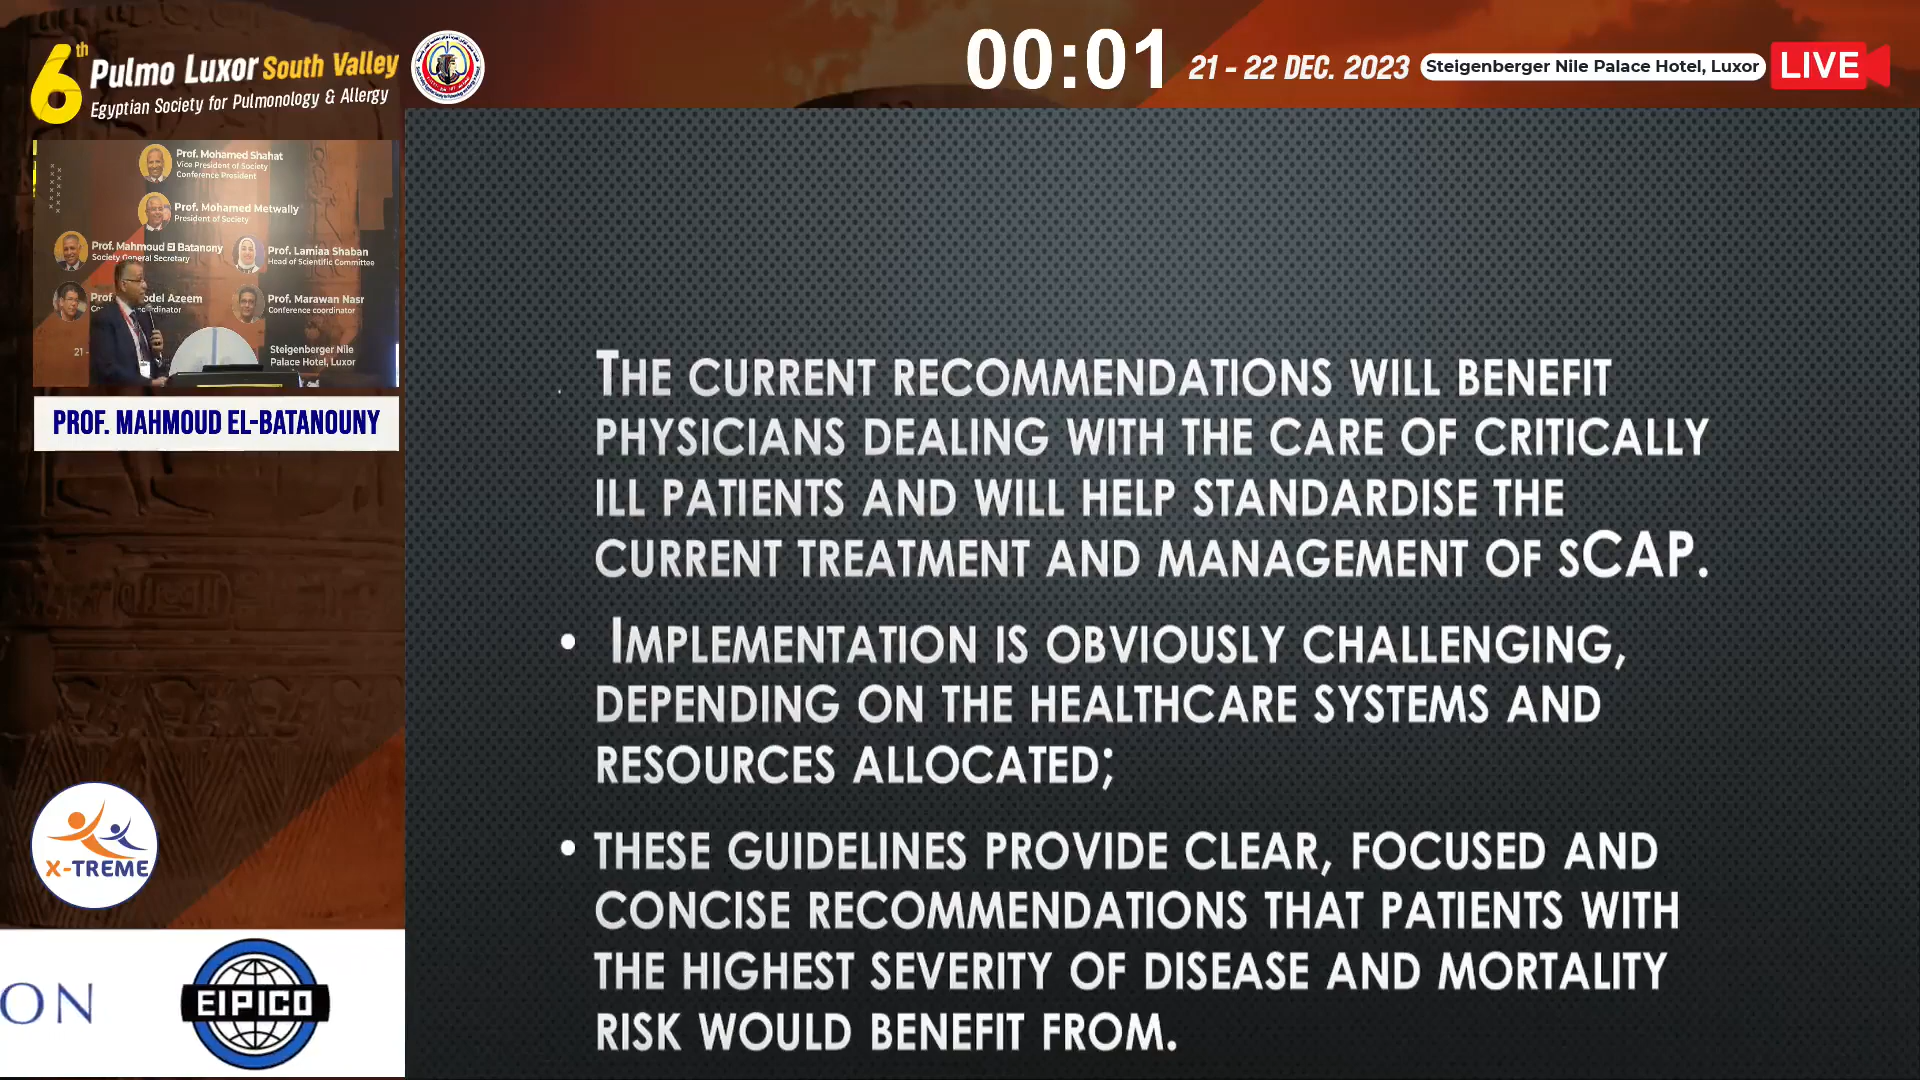 6th
Pulmo Luxor South Valley
Egyptian Society for Pulmonology & Allergy
00:01
21 - 22 DEC. 2023
Steigenberger Nile Palace Hotel, Luxor
LIVE
Prof. Mohamed Shahat
Vice President of Society
Conference President
Prof. Mohamed Metwally
President of Society
Prof. Mahmoud El Batanony
Society General Secretary
Prof. Lamiaa Shaban
Head of Scientific Committee
Azeem
Prof. Marawan Nasr
Conference coordinator
21 -
Steigenberger Nile
Palace Hotel, Luxor
PROF. MAHMOUD EL-BATANOUNY
THE CURRENT RECOMMENDATIONS WILL BENEFIT
PHYSICIANS DEALING WITH THE CARE OF CRITICALLY
ILL PATIENTS AND WILL HELP STANDARDISE THE
CURRENT TREATMENT AND MANAGEMENT OF SCAP.
• IMPLEMENTATION IS OBVIOUSLY CHALLENGING,
DEPENDING ON THE HEALTHCARE SYSTEMS AND
RESOURCES ALLOCATED;
• THESE GUIDELINES PROVIDE CLEAR, FOCUSED AND
CONCISE RECOMMENDATIONS THAT PATIENTS WITH
THE HIGHEST SEVERITY OF DISEASE AND MORTALITY
RISK WOULD BENEFIT FROM.
X-TREME
ON
EIPICO